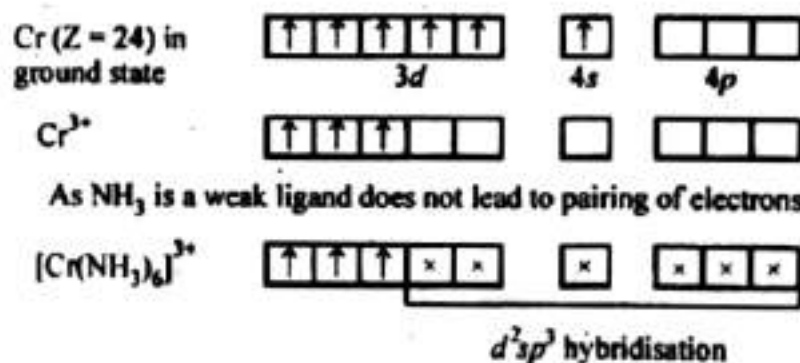 Cr (Z = 24) in
ground state
↑ ↑ ↑ ↑ ↑ ↑
3d 4s 4p
Cr³⁺
↑ ↑ ↑
As NH₃ is a weak ligand does not lead to pairing of electrons
[Cr(NH₃)₆]³⁺
↑ ↑ ↑ × × × × × ×
d²sp³ hybridisation